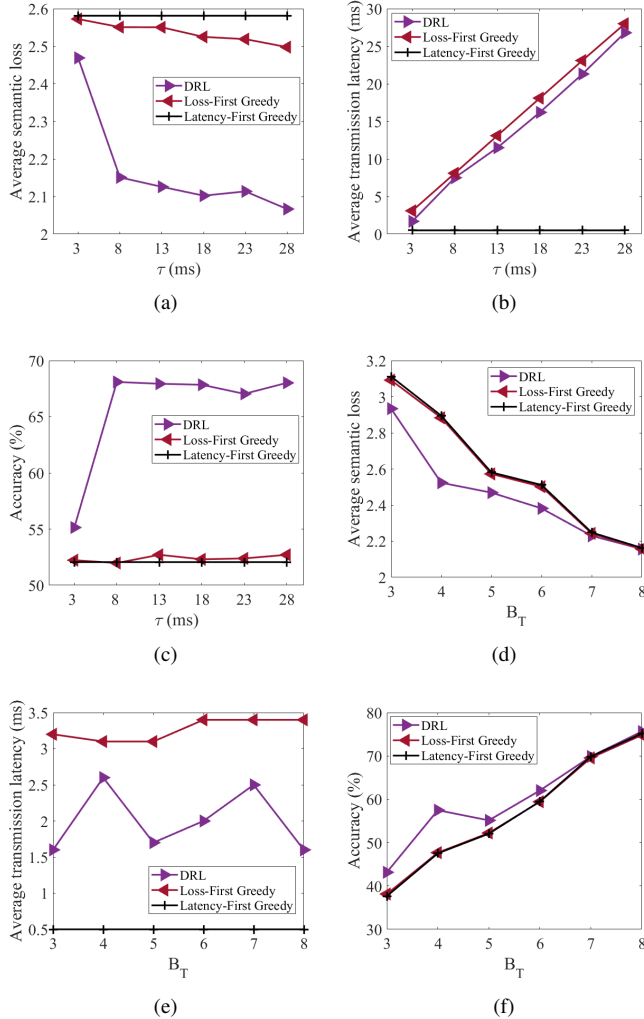 2.6
2.5
2.4
2.3
2.2
2.1
2
Average semantic loss
DRL
Loss-First Greedy
Latency-First Greedy
3 8 13 18 23 28
τ (ms)
(a)
30
25
20
15
10
5
0
Average transmission latency (ms)
DRL
Loss-First Greedy
Latency-First Greedy
3 8 13 18 23 28
τ (ms)
(b)
70
65
60
55
50
Accuracy (%)
DRL
Loss-First Greedy
Latency-First Greedy
3 8 13 18 23 28
τ (ms)
(c)
3.2
3
2.8
2.6
2.4
2.2
2
Average semantic loss
DRL
Loss-First Greedy
Latency-First Greedy
3 4 5 6 7 8
B_T
(d)
3.5
3
2.5
2
1.5
1
0.5
Average transmission latency (ms)
DRL
Loss-First Greedy
Latency-First Greedy
3 4 5 6 7 8
B_T
(e)
80
70
60
50
40
30
Accuracy (%)
DRL
Loss-First Greedy
Latency-First Greedy
3 4 5 6 7 8
B_T
(f)